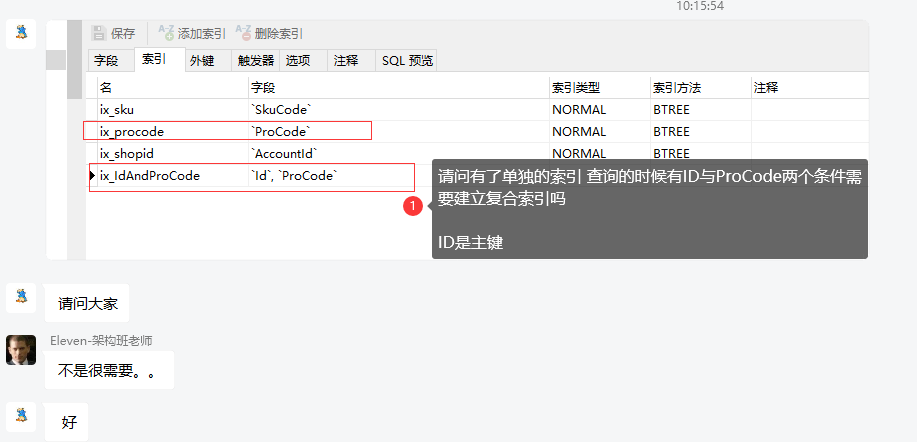 10:15:54
保存 添加索引 删除索引
字段 索引 外键 触发器 选项 注释 SQL 预览
名 字段 索引类型 索引方法 注释
ix_sku `SkuCode` NORMAL BTREE
ix_procode `ProCode` NORMAL BTREE
ix_shopid `AccountId` NORMAL BTREE
ix_IdAndProCode `Id`, `ProCode` NORMAL BTREE
1
请问有了单独的索引 查询的时候有ID与ProCode两个条件需
要建立复合索引吗
ID是主键
请问大家
Eleven-架构班老师
不是很需要。。
好